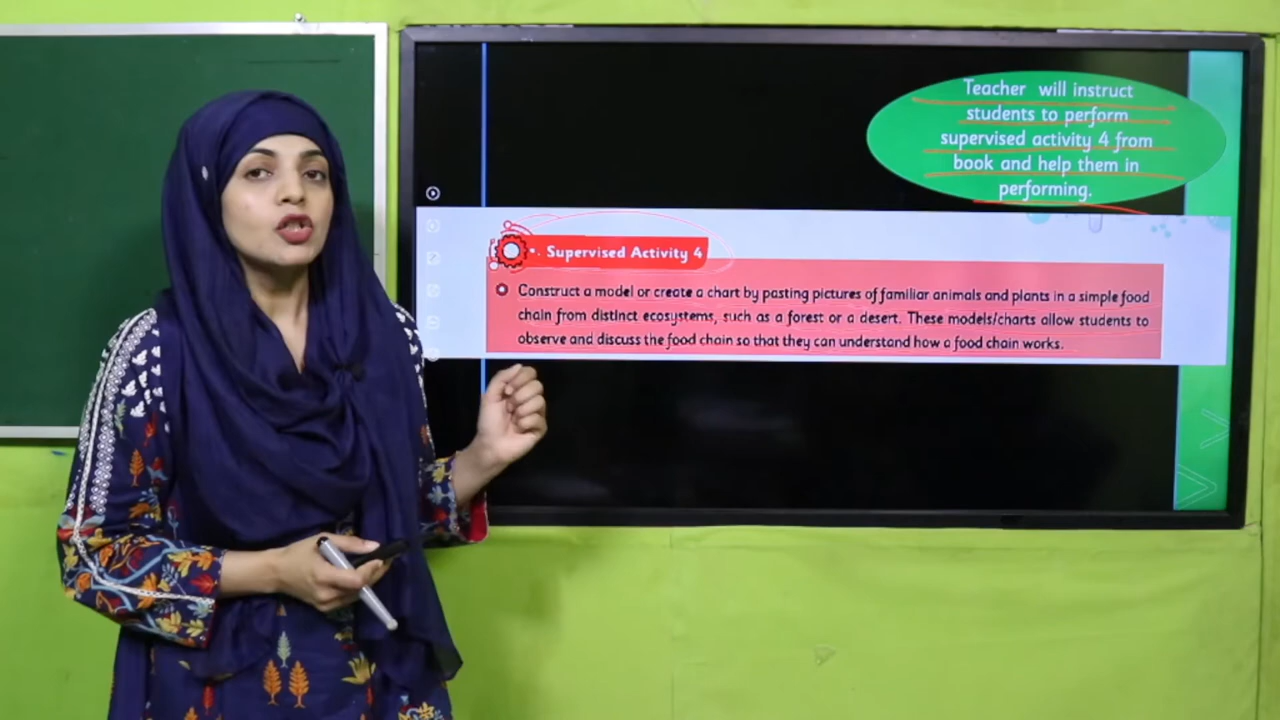 Teacher will instruct
students to perform
supervised activity 4 from
book and help them in
performing.
Supervised Activity 4
Construct a model or create a chart by pasting pictures of familiar animals and plants in a simple food
chain from distinct ecosystems, such as a forest or a desert. These models/charts allow students to
observe and discuss the food chain so that they can understand how a food chain works.